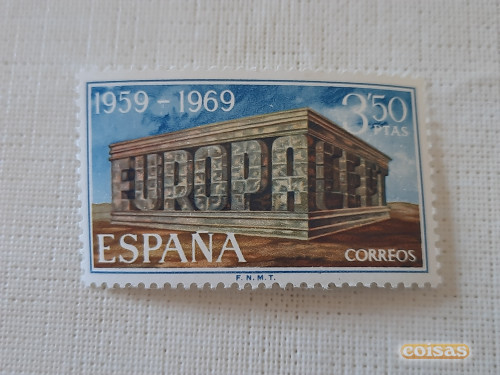 1959 - 1969
3'50
PTAS
EUROPA CEPT
ESPAÑA
CORREOS
F. N. M. T.
coisas